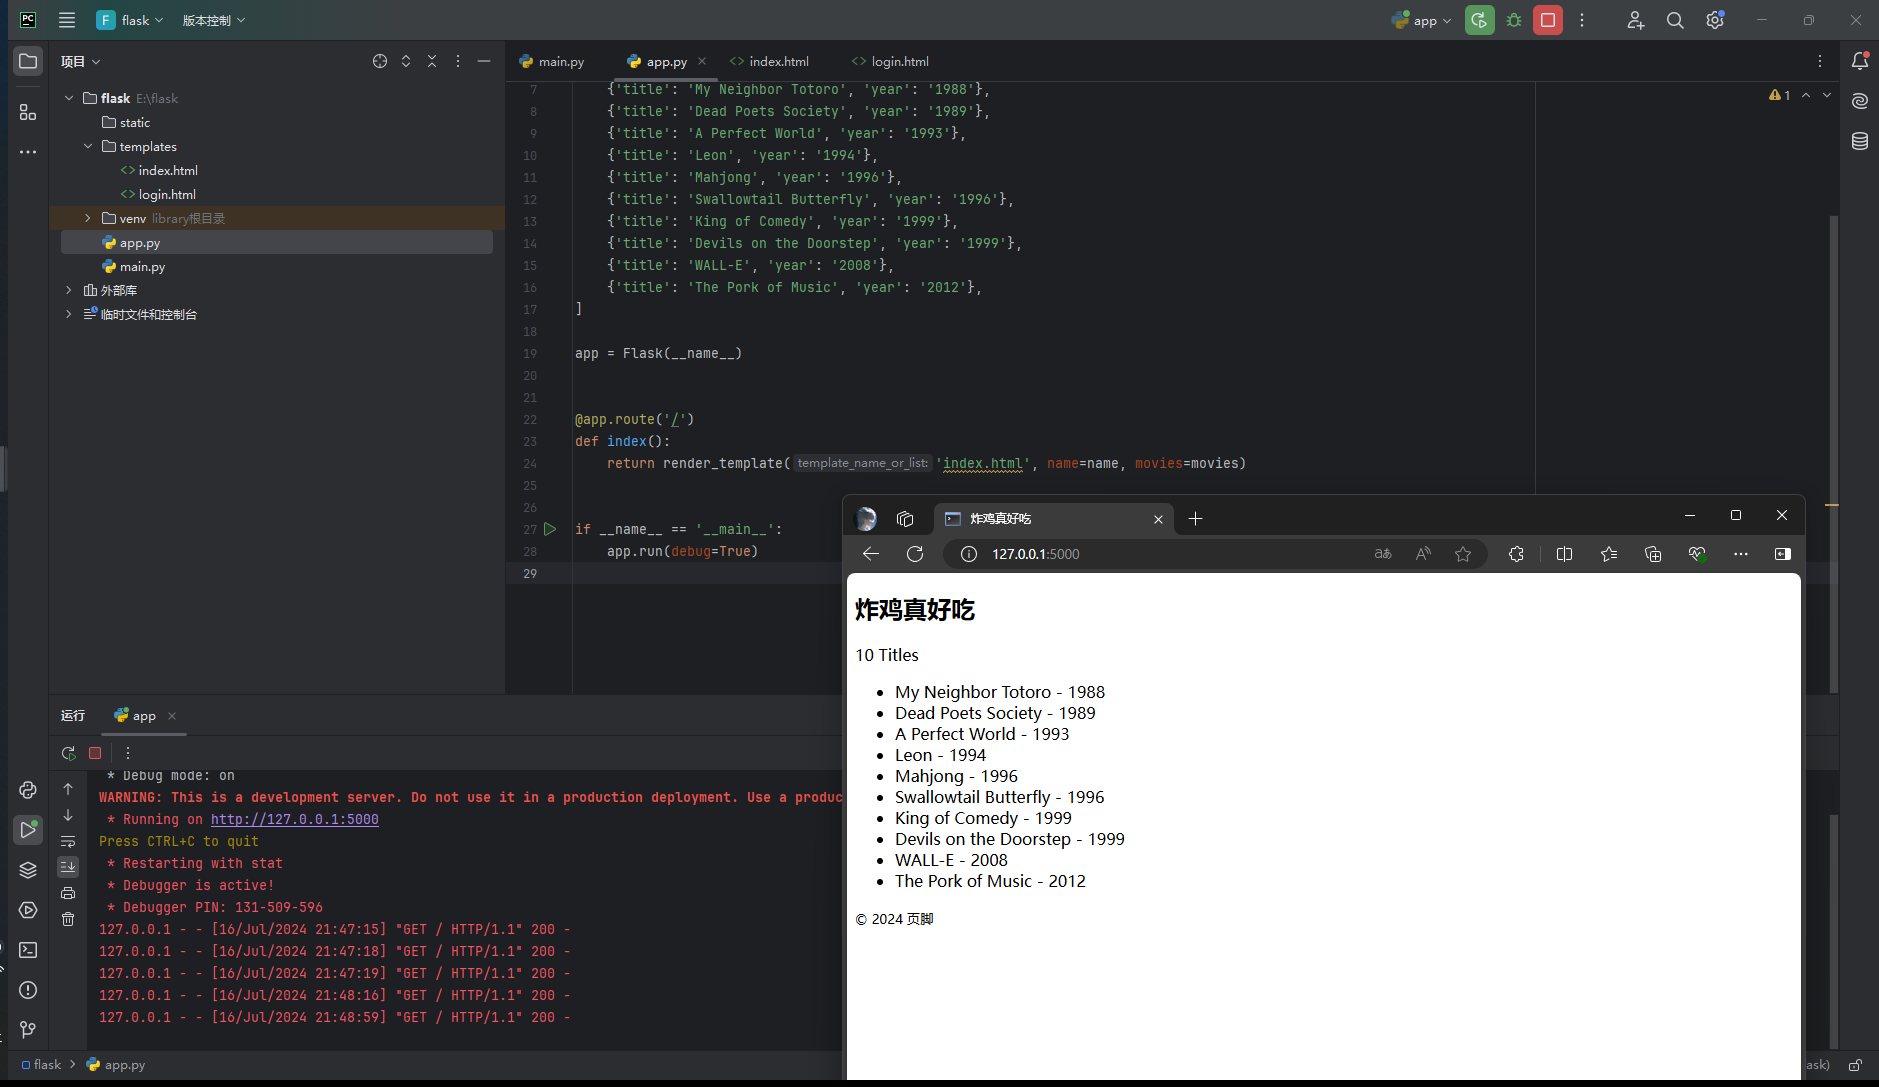 PC
F flask
版本控制
app
项目
main.py
app.py
index.html
login.html
flask E:\flask
static
templates
index.html
login.html
venv library根目录
app.py
main.py
外部库
临时文件和控制台
1
7 {'title': 'My Neighbor Totoro', 'year': '1988'},
8 {'title': 'Dead Poets Society', 'year': '1989'},
9 {'title': 'A Perfect World', 'year': '1993'},
10 {'title': 'Leon', 'year': '1994'},
11 {'title': 'Mahjong', 'year': '1996'},
12 {'title': 'Swallowtail Butterfly', 'year': '1996'},
13 {'title': 'King of Comedy', 'year': '1999'},
14 {'title': 'Devils on the Doorstep', 'year': '1999'},
15 {'title': 'WALL-E', 'year': '2008'},
16 {'title': 'The Pork of Music', 'year': '2012'},
17 ]
18
19 app = Flask(__name__)
20
21
22 @app.route('/')
23 def index():
24 return render_template( template_name_or_list: 'index.html', name=name, movies=movies)
25
26
27 if __name__ == '__main__':
28 app.run(debug=True)
29
炸鸡真好吃
127.0.0.1:5000
炸鸡真好吃
10 Titles
• My Neighbor Totoro - 1988
• Dead Poets Society - 1989
• A Perfect World - 1993
• Leon - 1994
• Mahjong - 1996
• Swallowtail Butterfly - 1996
• King of Comedy - 1999
• Devils on the Doorstep - 1999
• WALL-E - 2008
• The Pork of Music - 2012
© 2024 页脚
运行
app
* Debug mode: on
WARNING: This is a development server. Do not use it in a production deployment. Use a produc
* Running on http://127.0.0.1:5000
Press CTRL+C to quit
* Restarting with stat
* Debugger is active!
* Debugger PIN: 131-509-596
127.0.0.1 - - [16/Jul/2024 21:47:15] "GET / HTTP/1.1" 200 -
127.0.0.1 - - [16/Jul/2024 21:47:18] "GET / HTTP/1.1" 200 -
127.0.0.1 - - [16/Jul/2024 21:47:19] "GET / HTTP/1.1" 200 -
127.0.0.1 - - [16/Jul/2024 21:48:16] "GET / HTTP/1.1" 200 -
127.0.0.1 - - [16/Jul/2024 21:48:59] "GET / HTTP/1.1" 200 -
flask > app.py
ask)